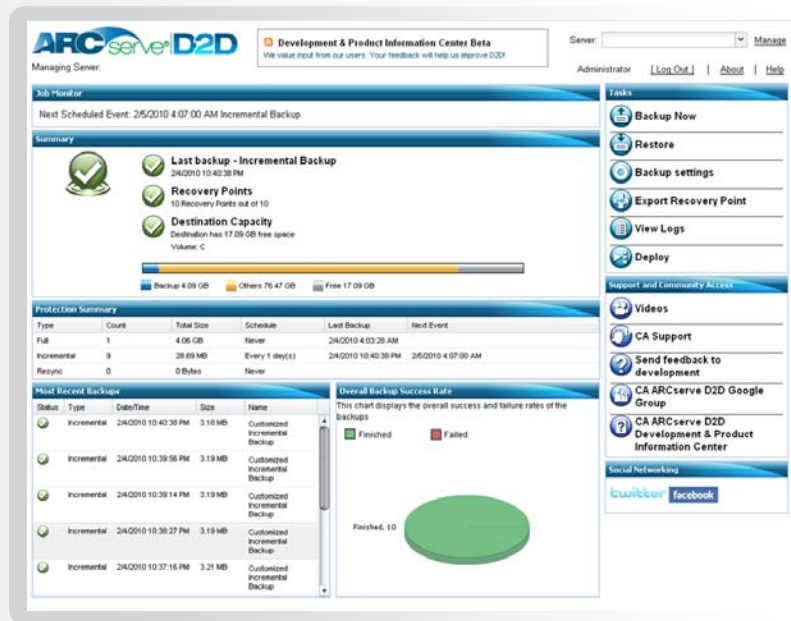 ARCserve® D2D
Managing Server:
Development & Product Information Center Beta
We value input from our users. Your feedback will help us improve D2D!
Server:
Manage
Administrator [Log Out] | About | Help
Job Monitor
Next Scheduled Event: 2/5/2010 4:07:00 AM Incremental Backup
Summary
Last backup - Incremental Backup
2/4/2010 10:40:38 PM
Recovery Points
10 Recovery Points out of 10
Destination Capacity
Destination has 17.09 GB free space
Volume: C
Backup 4.09 GB Others 76.47 GB Free 17.09 GB
Protection Summary
Type Count Total Size Schedule Last Backup Next Event
Full 1 4.06 GB Never 2/4/2010 4:03:28 AM
Incremental 9 28.69 MB Every 1 day(s) 2/4/2010 10:40:38 PM 2/5/2010 4:07:00 AM
Resync 0 0 Bytes Never
Most Recent Backups
Status Type Date/Time Size Name
Incremental 2/4/2010 10:40:38 PM 3.18 MB Customized Incremental Backup
Incremental 2/4/2010 10:39:56 PM 3.19 MB Customized Incremental Backup
Incremental 2/4/2010 10:39:14 PM 3.19 MB Customized Incremental Backup
Incremental 2/4/2010 10:38:27 PM 3.19 MB Customized Incremental Backup
Incremental 2/4/2010 10:37:16 PM 3.21 MB Customized Incremental Backup
Overall Backup Success Rate
This chart displays the overall success and failure rates of the
backups
Finished Failed
Finished, 10
Tasks
Backup Now
Restore
Backup settings
Export Recovery Point
View Logs
Deploy
Support and Community Access
Videos
CA Support
Send feedback to
development
CA ARCserve D2D Google
Group
CA ARCserve D2D
Development & Product
Information Center
Social Networking
twitter facebook